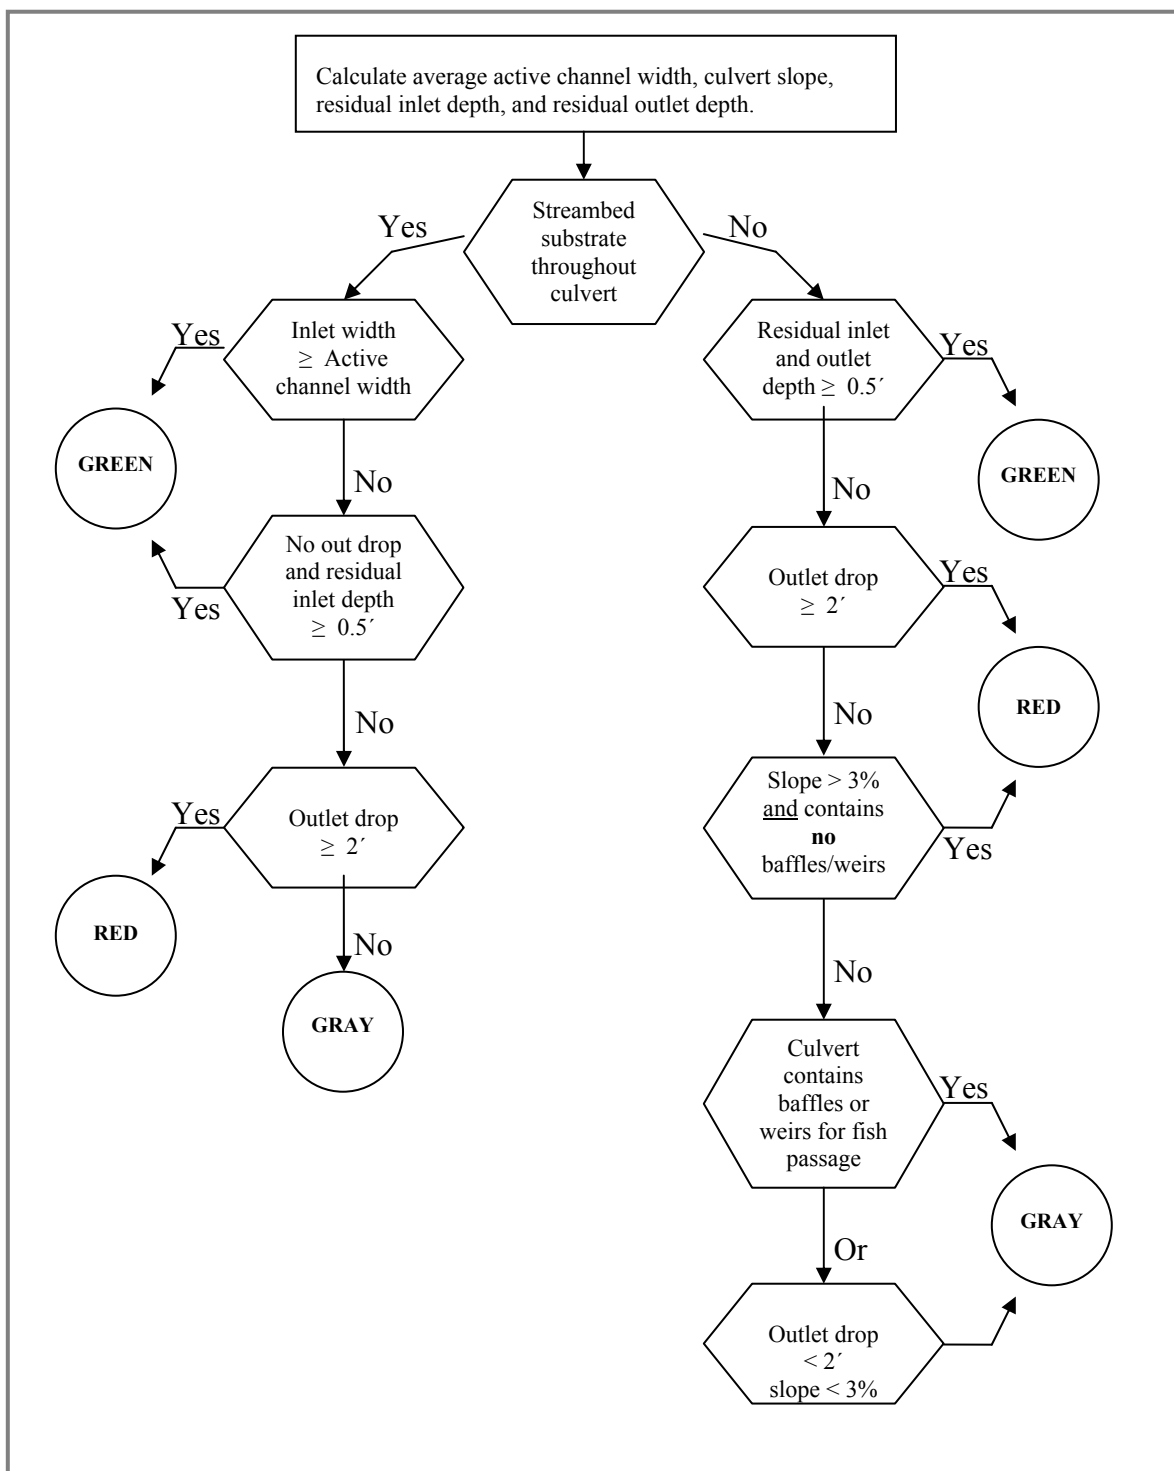 Calculate average active channel width, culvert slope,
residual inlet depth, and residual outlet depth.
Streambed
substrate
throughout
culvert
Yes
No
Inlet width
≥ Active
channel width
Yes
No
GREEN
No out drop
and residual
inlet depth
≥ 0.5´
Yes
No
Outlet drop
≥ 2´
Yes
No
RED
GRAY
Residual inlet
and outlet
depth ≥ 0.5´
Yes
No
GREEN
Outlet drop
≥ 2´
Yes
No
RED
Slope > 3%
and contains
no
baffles/weirs
Yes
No
Culvert
contains
baffles or
weirs for fish
passage
Yes
Or
GRAY
Outlet drop
< 2´
slope < 3%